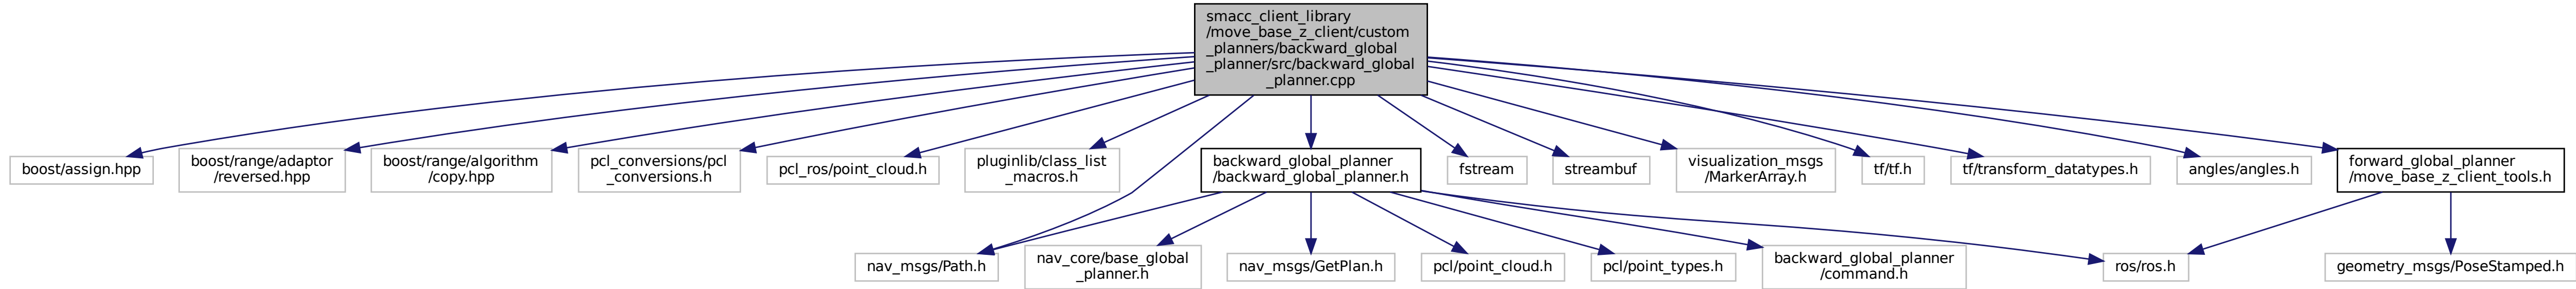 smacc_client_library
/move_base_z_client/custom
_planners/backward_global
_planner/src/backward_global
_planner.cpp
boost/assign.hpp
boost/range/adaptor
/reversed.hpp
boost/range/algorithm
/copy.hpp
pcl_conversions/pcl
_conversions.h
pcl_ros/point_cloud.h
pluginlib/class_list
_macros.h
backward_global_planner
/backward_global_planner.h
fstream
streambuf
visualization_msgs
/MarkerArray.h
tf/tf.h
tf/transform_datatypes.h
angles/angles.h
forward_global_planner
/move_base_z_client_tools.h
nav_msgs/Path.h
nav_core/base_global
_planner.h
nav_msgs/GetPlan.h
pcl/point_cloud.h
pcl/point_types.h
backward_global_planner
/command.h
ros/ros.h
geometry_msgs/PoseStamped.h